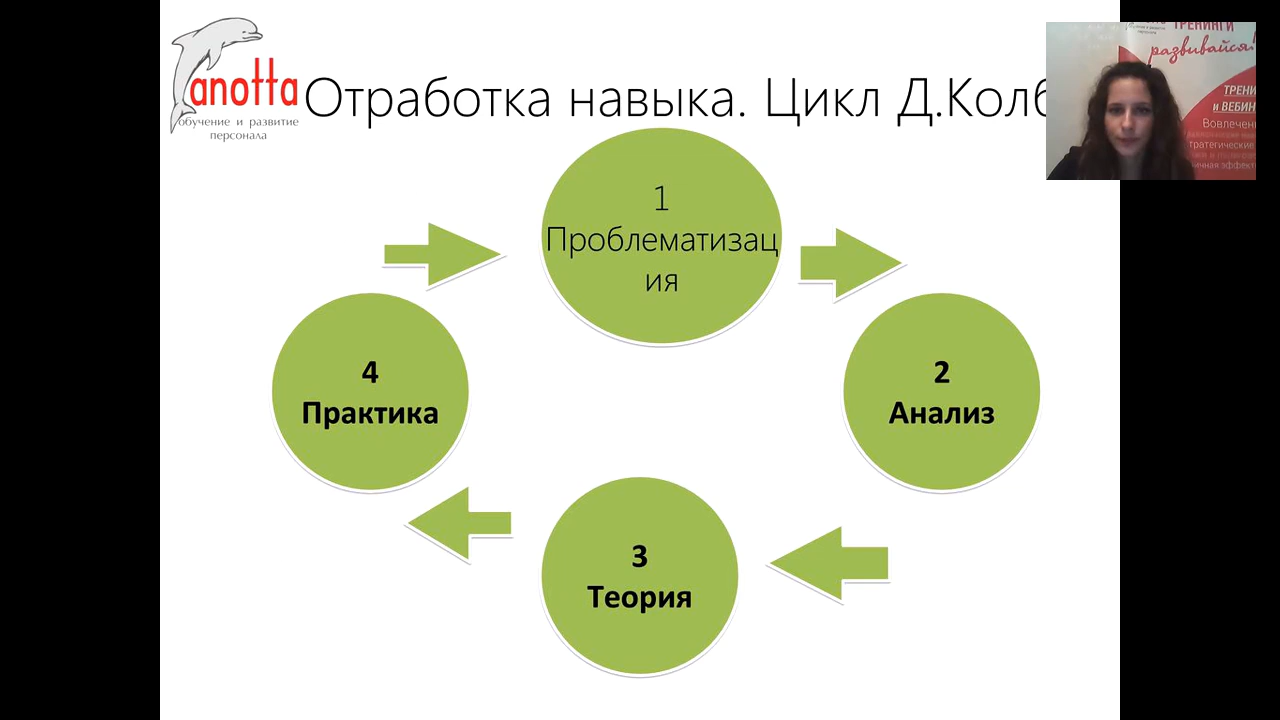 anotta
обучение и развитие
персонала
Отработка навыка. Цикл Д.Колб
1
Проблематизац
ия
2
Анализ
3
Теория
4
Практика
ТРЕНИНГИ
развивайся!
ТРЕНИ
и ВЕБИН
Вовлечен
тратегические